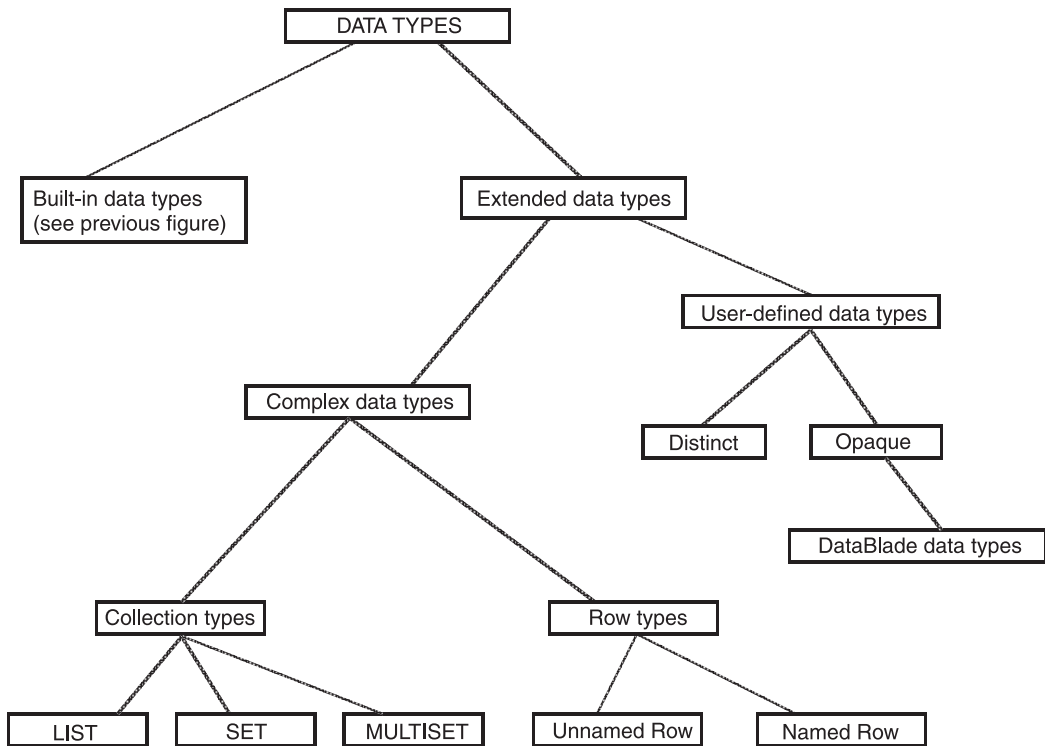 DATA TYPES
Built-in data types
(see previous figure)
Extended data types
User-defined data types
Complex data types
Distinct
Opaque
DataBlade data types
Collection types
Row types
LIST
SET
MULTISET
Unnamed Row
Named Row